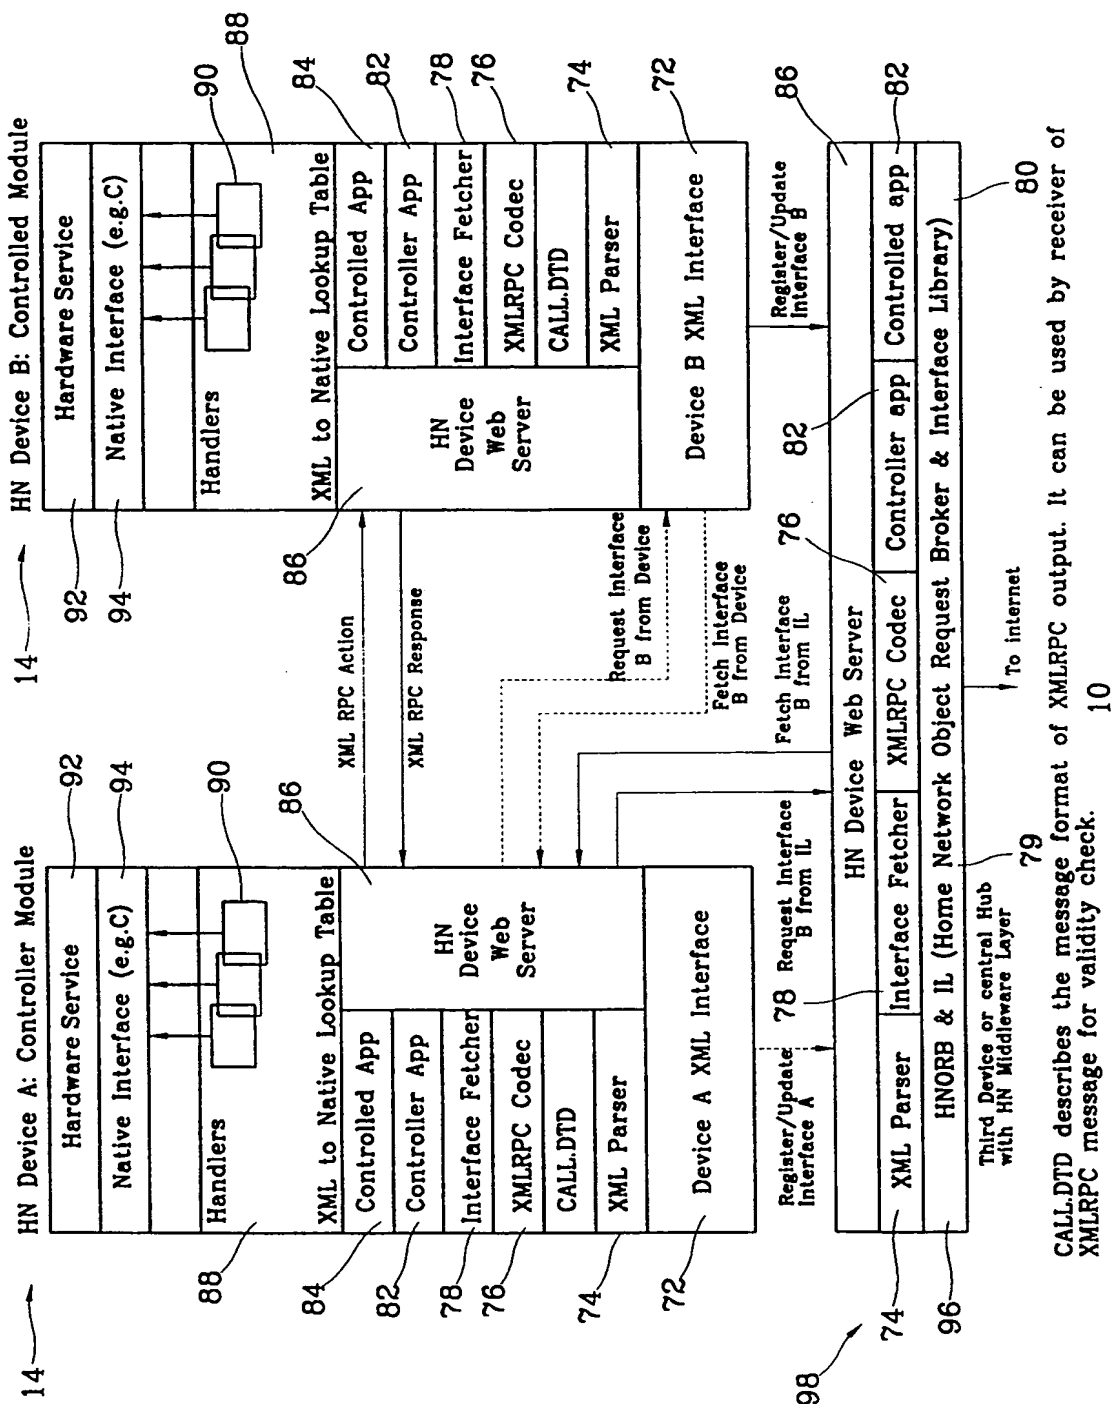 14
HN Device A: Controller Module
Hardware Service
92
Native Interface (e.g.C)
94
90
Handlers
88
XML to Native Lookup Table
Controlled App
84
Controller App
82
Interface Fetcher
78
XMLRPC Codec
76
CALL.DTD
XML Parser
74
HN
Device
Web
Server
86
Device A XML Interface
72
14
HN Device B: Controlled Module
Hardware Service
92
Native Interface (e.g.C)
94
90
Handlers
88
XML to Native Lookup Table
HN
Device
Web
Server
86
Controlled App
84
Controller App
82
Interface Fetcher
78
XMLRPC Codec
76
CALL.DTD
XML Parser
74
Device B XML Interface
72
XML RPC Action
XML RPC Response
Request Interface
B from Device
Fetch Interface
B from Device
Fetch Interface
B from IL
Request Interface
B from IL
Register/Update
Interface A
Register/Update
Interface B
98
HN Device Web Server
86
XML Parser
74
Interface Fetcher
78
XMLRPC Codec
76
Controller app
82
Controlled app
82
HNORB & IL (Home Network Object Request Broker & Interface Library)
96
79
80
Third Device or central Hub
with HN Middleware Layer
To internet
CALL.DTD describes the message format of XMLRPC output. It can be used by receiver of
XMLRPC message for validity check.
10